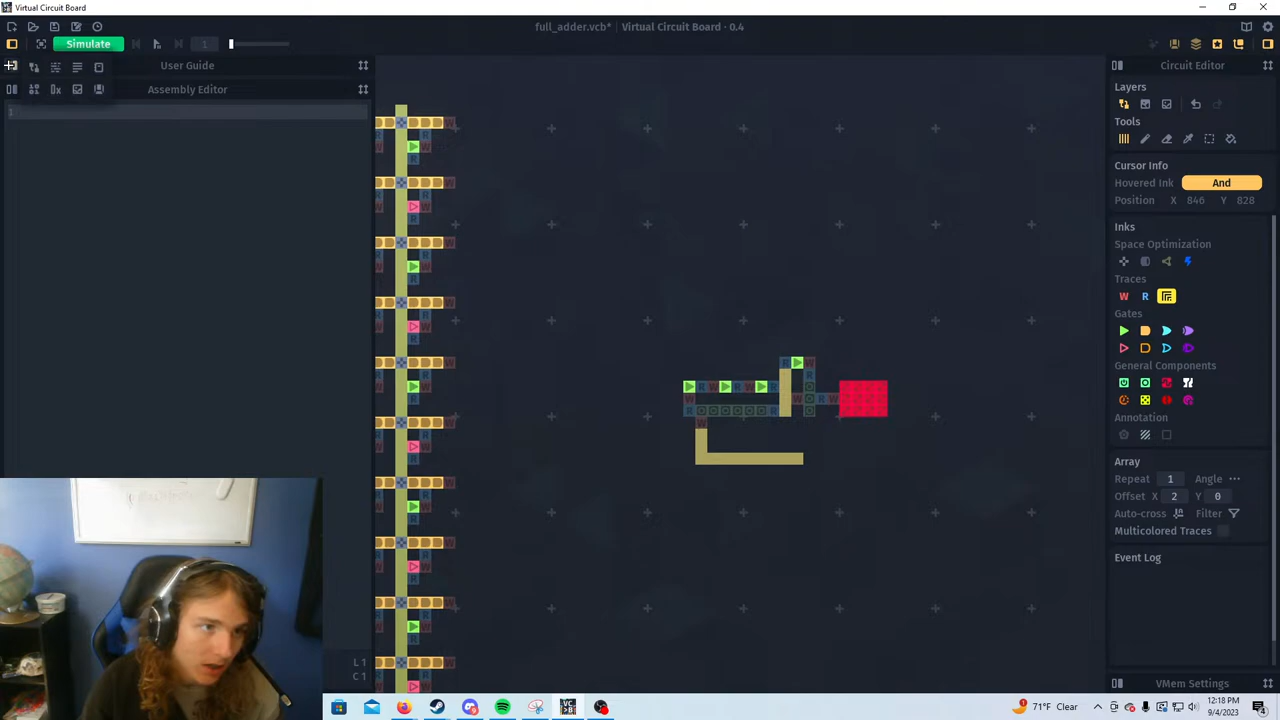 Virtual Circuit Board
full_adder.vcb* | Virtual Circuit Board - 0.4
Simulate
1
User Guide
Circuit Editor
Assembly Editor
1
Layers
Tools
Cursor Info
Hovered Ink And
Position X 846 Y 828
Inks
Space Optimization
Traces
W R
Gates
General Components
Annotation
Array
Repeat 1 Angle
Offset X 2 Y 0
Auto-cross Filter
Multicolored Traces
Event Log
L 1
C 1
VMem Settings
71°F Clear
12:18 PM
9/4/2023